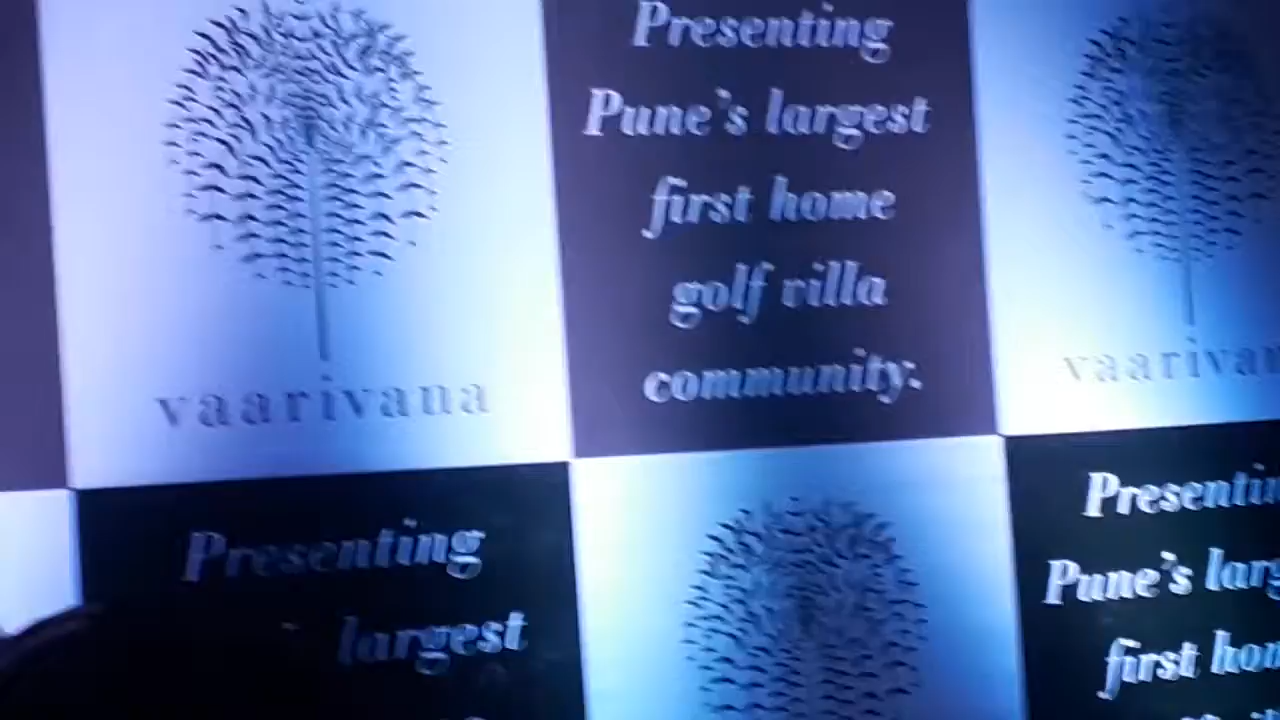 Presenting
Pune's largest
first home
golf villa
community.
vaarivana
vaarivan
Presenting
largest
Presentin
Pune's larg
first hom